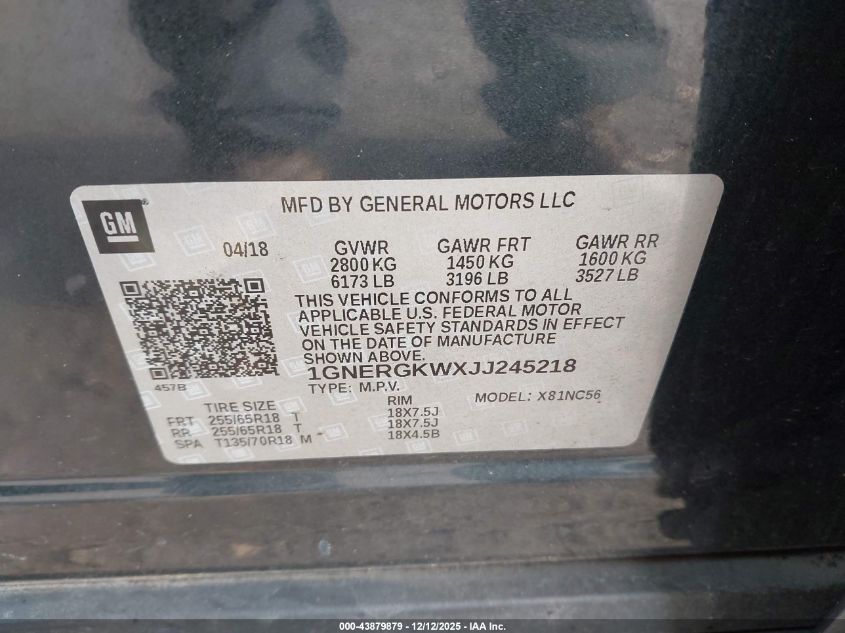 GM
MFD BY GENERAL MOTORS LLC
04/18 GVWR GAWR FRT GAWR RR
2800 KG 1450 KG 1600 KG
6173 LB 3196 LB 3527 LB
THIS VEHICLE CONFORMS TO ALL
APPLICABLE U.S. FEDERAL MOTOR
VEHICLE SAFETY STANDARDS IN EFFECT
ON THE DATE OF MANUFACTURE
SHOWN ABOVE.
1GNERGKWXJJ245218
457B
TYPE: M.P.V. MODEL: X81NC56
TIRE SIZE RIM
FRT 255/65R18 T 18X7.5J
RR 255/65R18 T 18X7.5J
SPA T135/70R18 M 18X4.5B
000-43879879 - 12/12/2025 - IAA Inc.